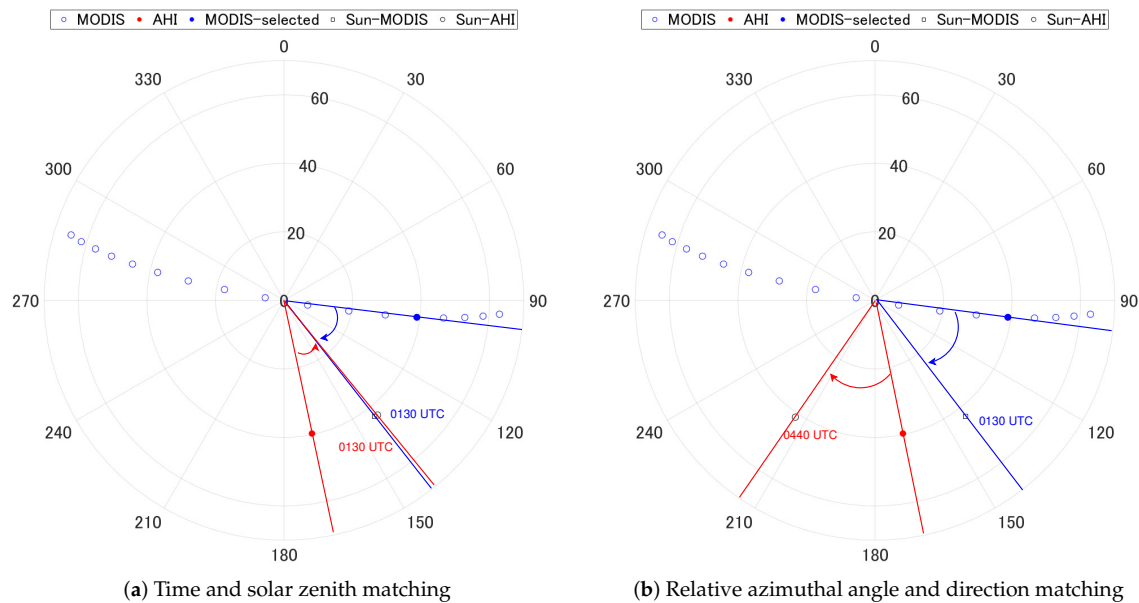 MODIS AHI MODIS-selected Sun-MODIS Sun-AHI
0
330 30
60
300 60
40
20
270 0 90
0130 UTC
240 0130 UTC 120
210 150
180
(a) Time and solar zenith matching
MODIS AHI MODIS-selected Sun-MODIS Sun-AHI
0
330 30
60
300 60
40
20
270 0 90
0130 UTC
240 0440 UTC 120
210 150
180
(b) Relative azimuthal angle and direction matching